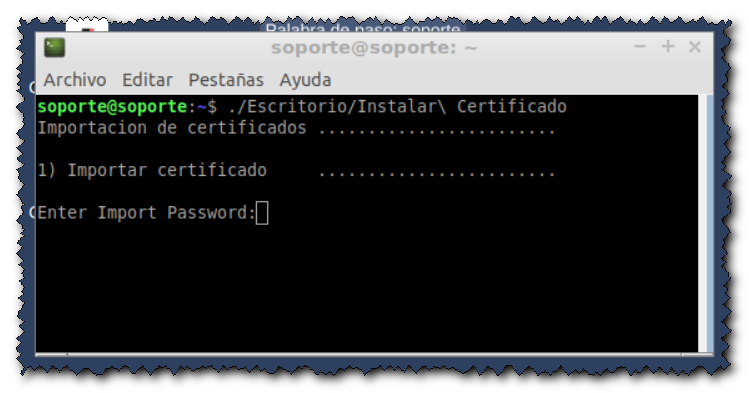 Palabra de paso: soporte
soporte@soporte: ~
Archivo Editar Pestañas Ayuda
soporte@soporte:~$ ./Escritorio/Instalar\ Certificado
Importacion de certificados ........................
1) Importar certificado ........................
Enter Import Password: